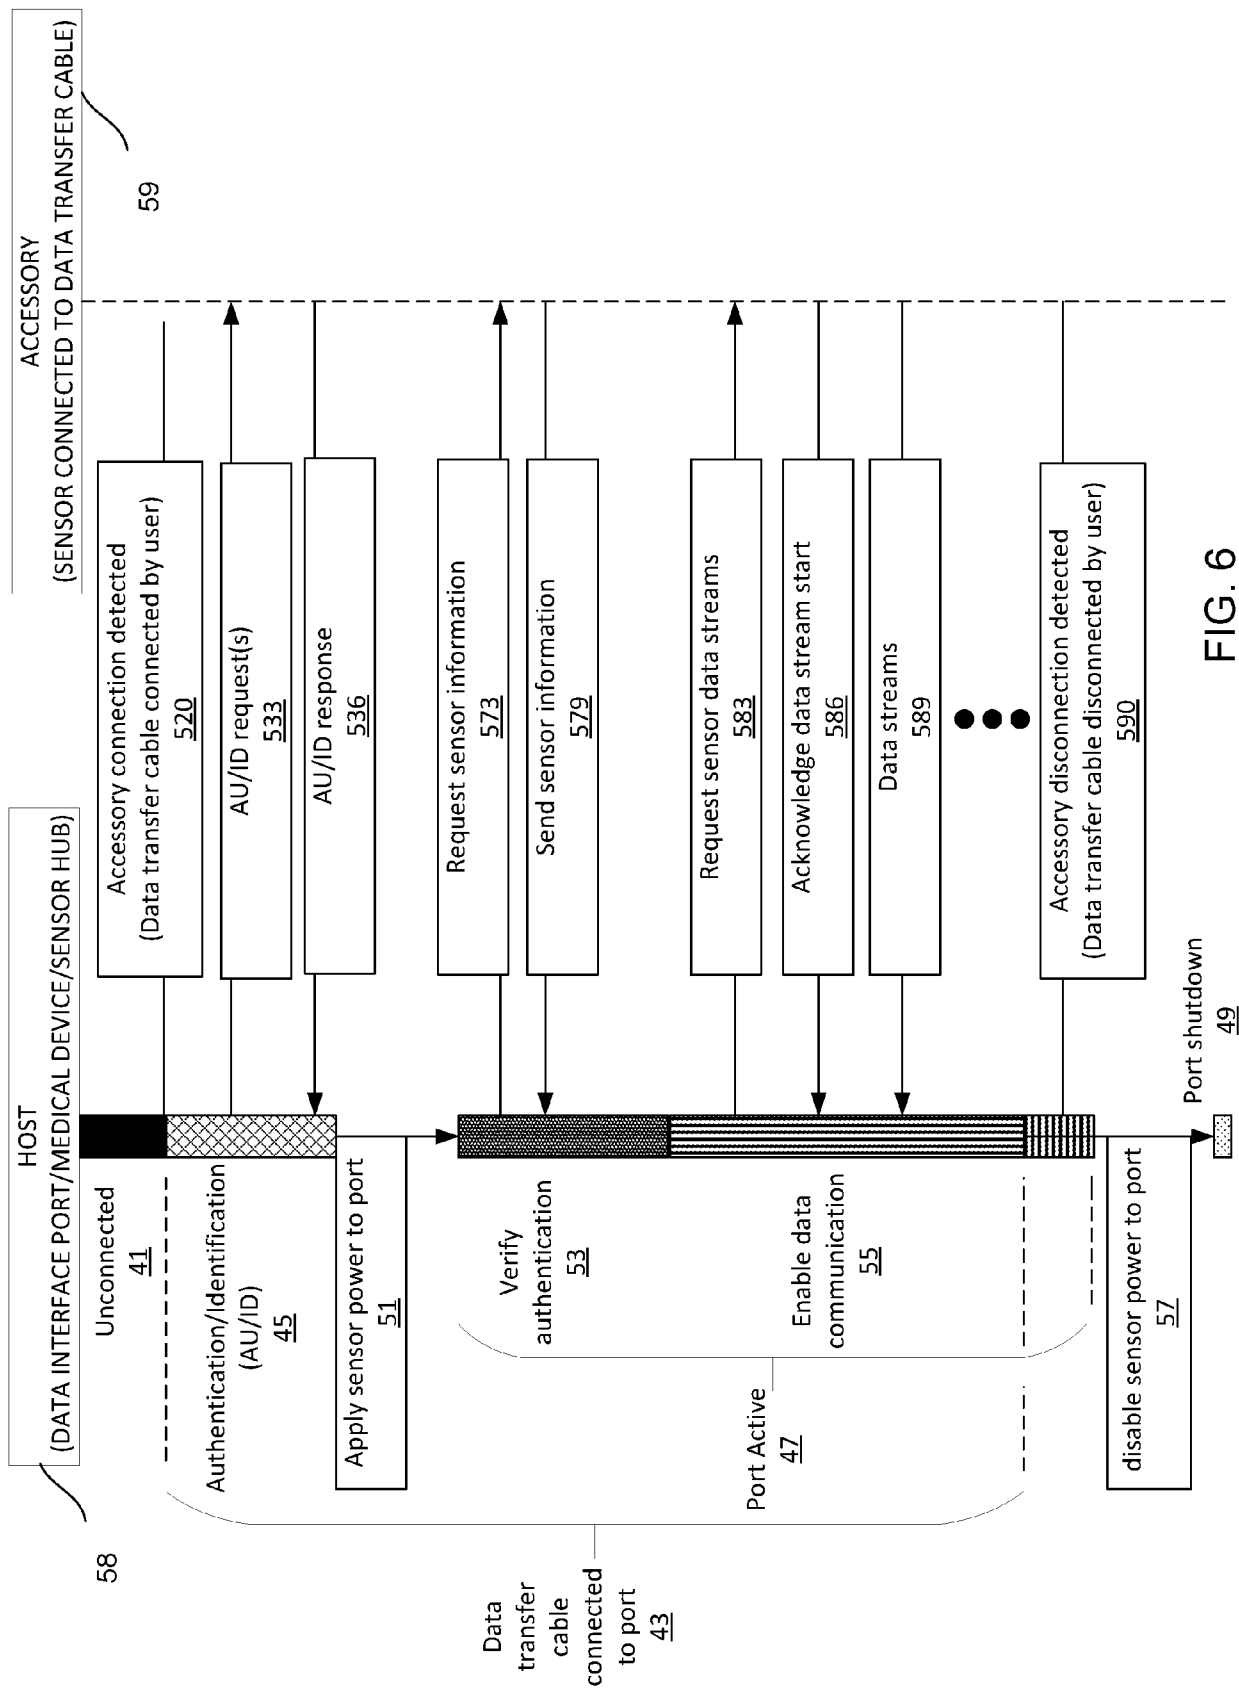 HOST
(DATA INTERFACE PORT/MEDICAL DEVICE/SENSOR HUB)
58
ACCESSORY
(SENSOR CONNECTED TO DATA TRANSFER CABLE)
59
Unconnected
41
Accessory connection detected
(Data transfer cable connected by user)
520
Authentication/Identification
(AU/ID)
45
AU/ID request(s)
533
AU/ID response
536
Apply sensor power to port
51
Data
transfer
cable
connected
to port
43
Port Active
47
Verify
authentication
53
Request sensor information
573
Send sensor information
579
Enable data
communication
55
Request sensor data streams
583
Acknowledge data stream start
586
Data streams
589
Accessory disconnection detected
(Data transfer cable disconnected by user)
590
disable sensor power to port
57
Port shutdown
49
FIG. 6